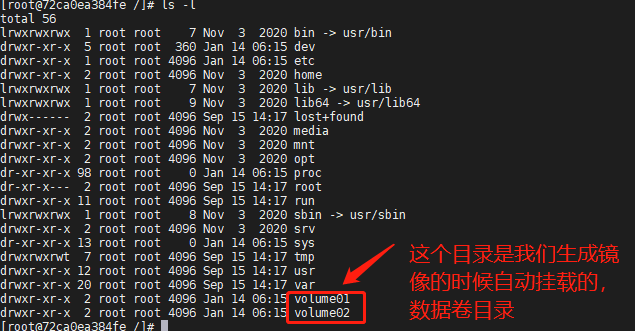 [root@72ca0ea384fe /]# ls -l
total 56
lrwxrwxrwx  1 root root    7 Nov  3  2020 bin -> usr/bin
drwxr-xr-x  5 root root  360 Jan 14 06:15 dev
drwxr-xr-x  1 root root 4096 Jan 14 06:15 etc
drwxr-xr-x  2 root root 4096 Nov  3  2020 home
lrwxrwxrwx  1 root root    7 Nov  3  2020 lib -> usr/lib
lrwxrwxrwx  1 root root    9 Nov  3  2020 lib64 -> usr/lib64
drwx------  2 root root 4096 Sep 15 14:17 lost+found
drwxr-xr-x  2 root root 4096 Nov  3  2020 media
drwxr-xr-x  2 root root 4096 Nov  3  2020 mnt
drwxr-xr-x  2 root root 4096 Nov  3  2020 opt
dr-xr-xr-x 98 root root    0 Jan 14 06:15 proc
dr-xr-x---  2 root root 4096 Sep 15 14:17 root
drwxr-xr-x 11 root root 4096 Sep 15 14:17 run
lrwxrwxrwx  1 root root    8 Nov  3  2020 sbin -> usr/sbin
drwxr-xr-x  2 root root 4096 Nov  3  2020 srv
dr-xr-xr-x 13 root root    0 Jan 14 06:15 sys
drwxrwxrwt  7 root root 4096 Sep 15 14:17 tmp
drwxr-xr-x 12 root root 4096 Sep 15 14:17 usr
drwxr-xr-x 20 root root 4096 Sep 15 14:17 var
drwxr-xr-x  2 root root 4096 Jan 14 06:15 volume01
drwxr-xr-x  2 root root 4096 Jan 14 06:15 volume02
[root@72ca0ea384fe /]#
这个目录是我们生成镜
像的时候自动挂载的，
数据卷目录